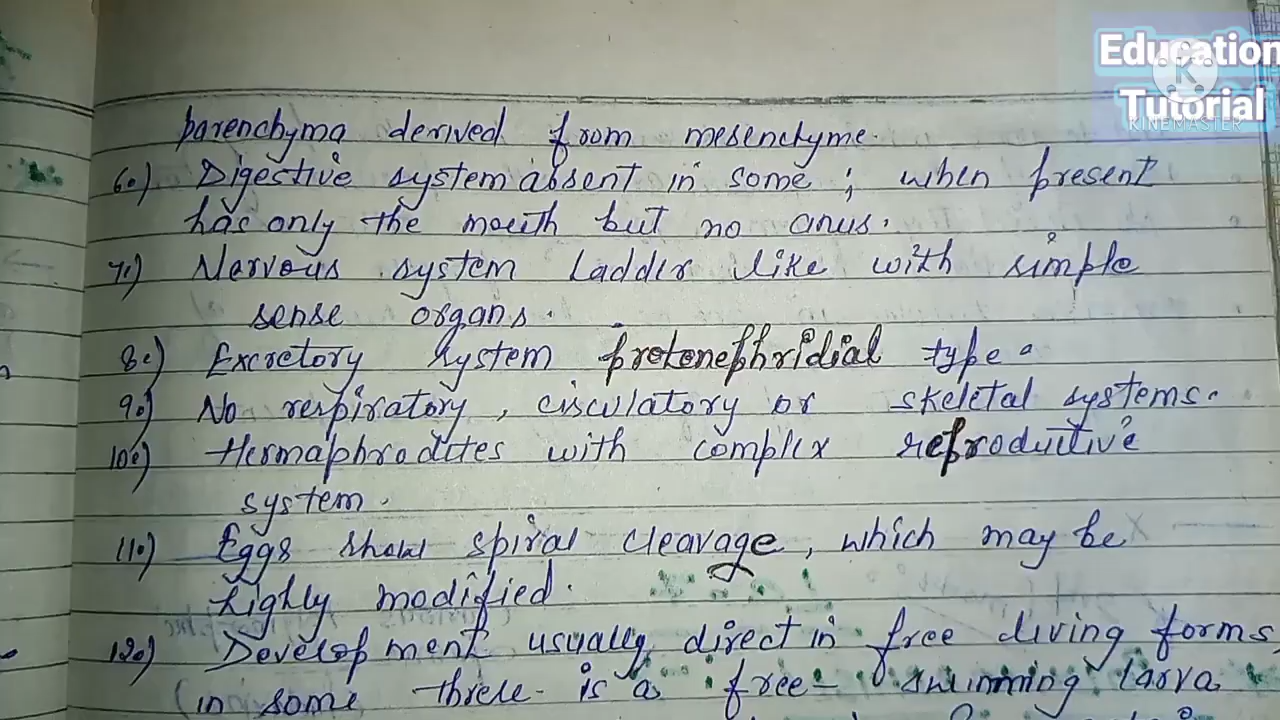 Education
Tutorial
KINEMASTER
parenchyma derived from mesenchyme.
6.) Digestive system absent in some ; when present
has only the mouth but no anus.
7.) Nervous system ladder like with simple
sense organs.
8.) Excretory system protonephridial type.
9.) No respiratory, circulatory or skeletal systems.
10.) Hermaphrodites with complex reproductive
system.
11.) Eggs show spiral cleavage, which may be
highly modified.
12.) Development usually direct in free living forms,
(in some there is a free-swimming larva